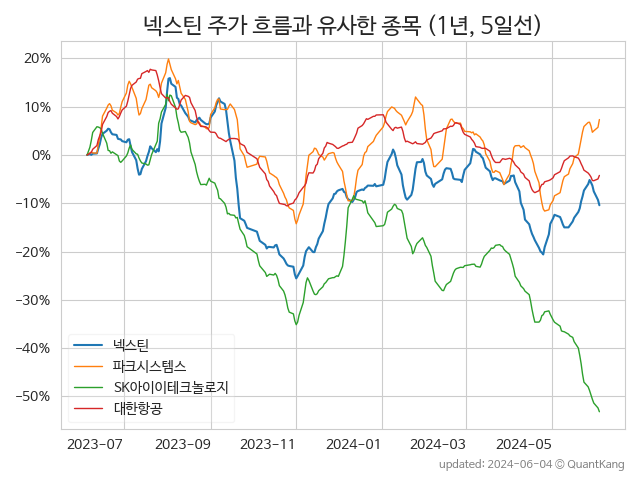 넥스틴 주가 흐름과 유사한 종목 (1년, 5일선)
20%
10%
0%
−10%
−20%
−30%
−40%
−50%
넥스틴
파크시스템스
SK아이이테크놀로지
대한항공
2023-07 2023-09 2023-11 2024-01 2024-03 2024-05
updated: 2024-06-04 © QuantKang